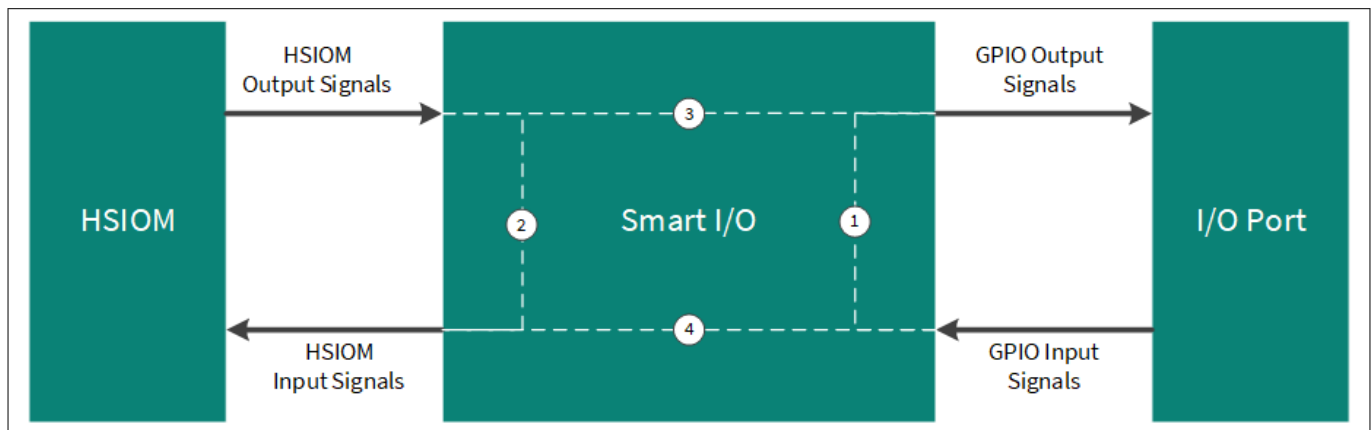 HSIOM
Output Signals
GPIO Output
Signals
3
HSIOM
2
Smart I/O
1
I/O Port
4
HSIOM
Input Signals
GPIO Input
Signals